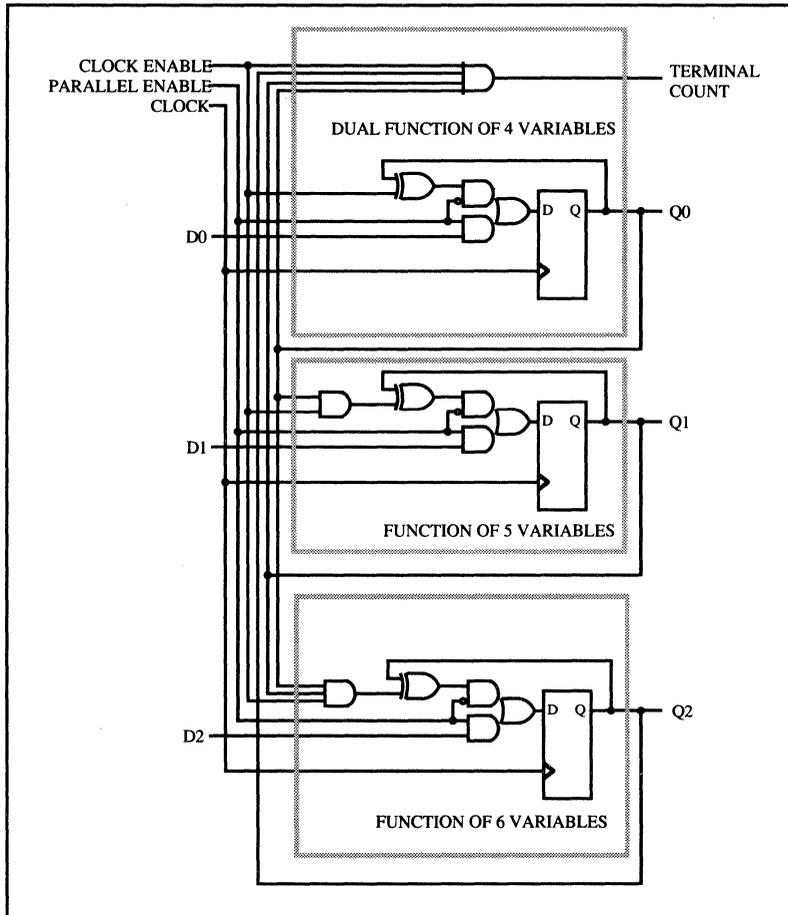 CLOCK ENABLE
PARALLEL ENABLE
CLOCK
TERMINAL
COUNT
DUAL FUNCTION OF 4 VARIABLES
D Q
Q0
D0
D Q
Q1
D1
FUNCTION OF 5 VARIABLES
D Q
Q2
D2
FUNCTION OF 6 VARIABLES